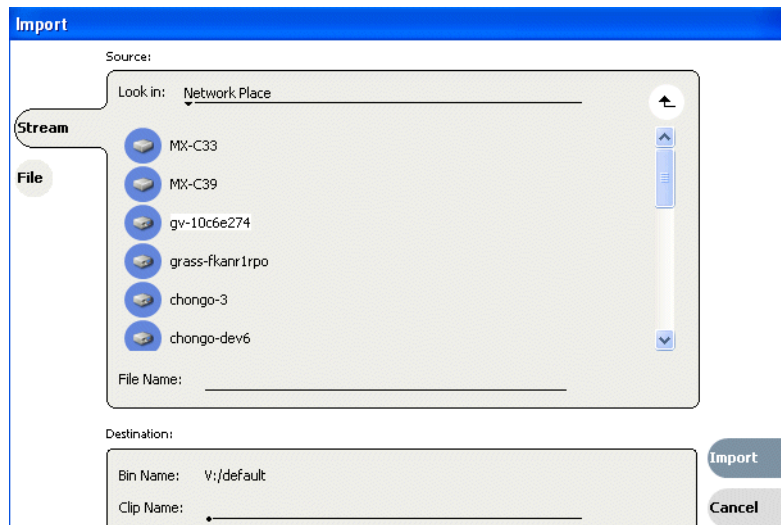 Import
Source:
Look in: Network Place
Stream
File
MX-C33
MX-C39
gv-10c6e274
grass-fkanr1rpo
chongo-3
chongo-dev6
File Name:
Destination:
Bin Name: V:/default
Clip Name:
Import
Cancel